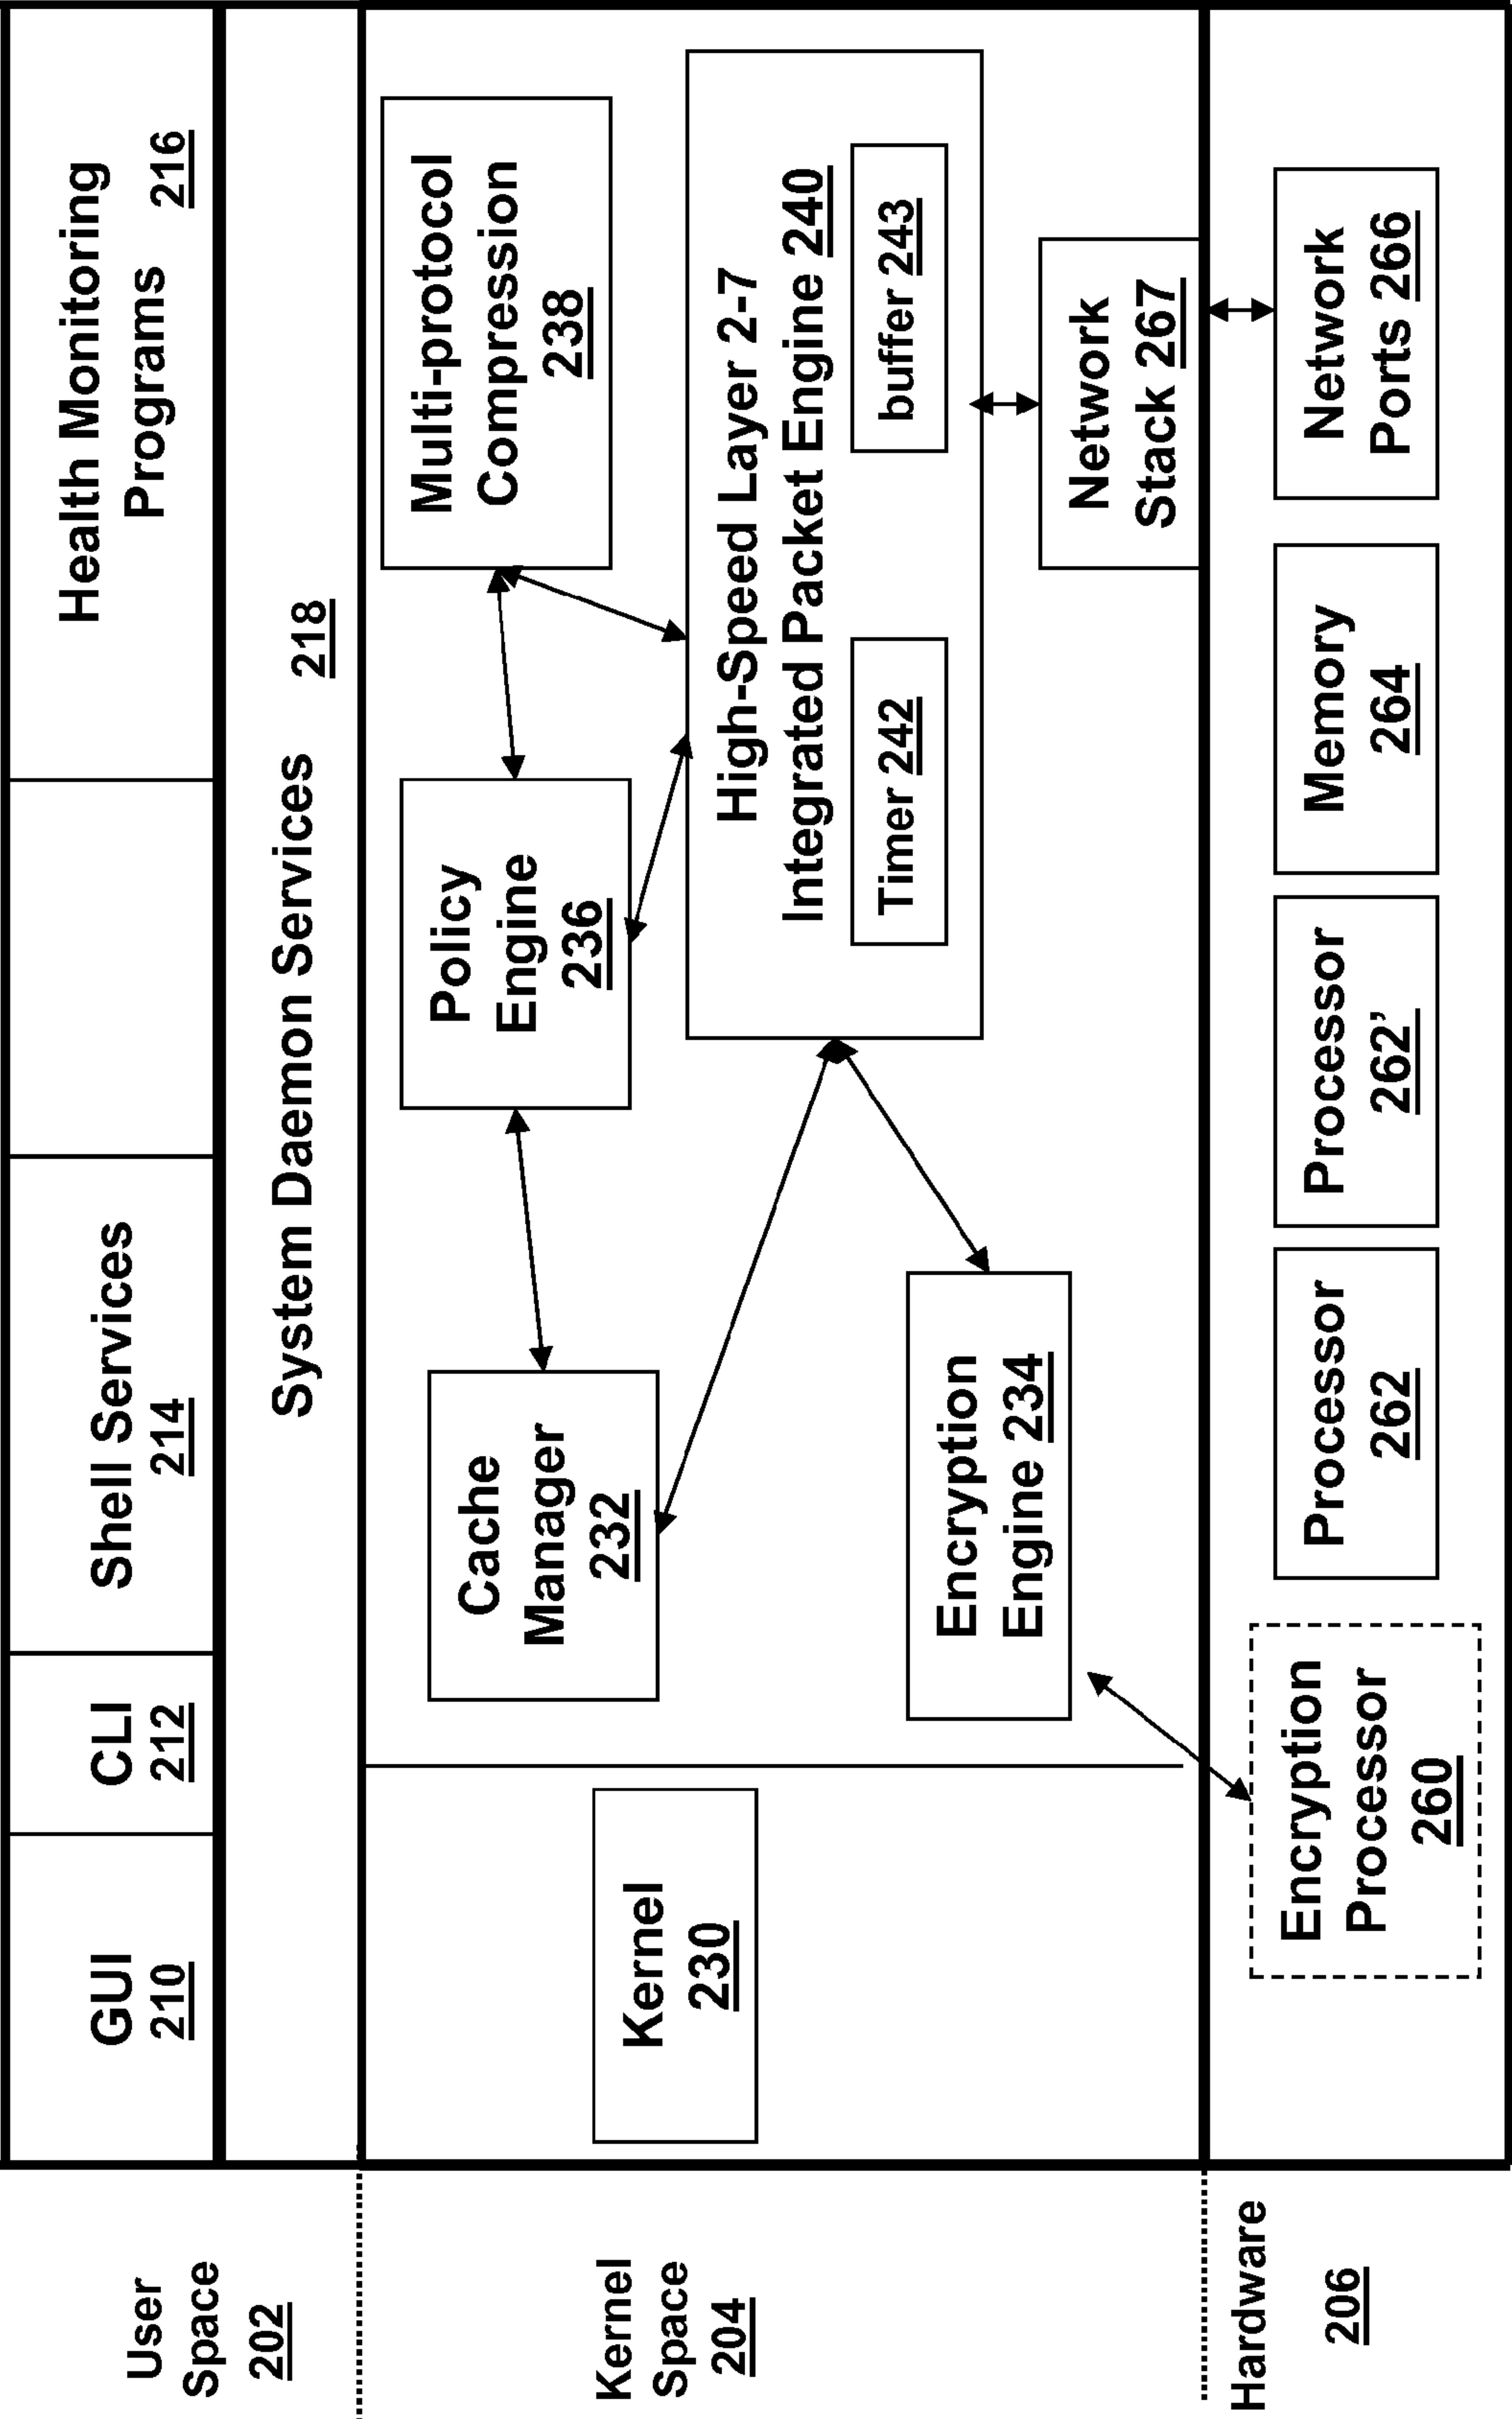 User
Space
202
GUI
210
CLI
212
Shell Services
214
Health Monitoring
Programs 216
System Daemon Services 218
Kernel
Space
204
Kernel
230
Cache
Manager
232
Policy
Engine
236
Multi-protocol
Compression
238
High-Speed Layer 2-7
Integrated Packet Engine 240
Timer 242
buffer 243
Encryption
Engine 234
Network
Stack 267
Hardware
206
Encryption
Processor
260
Processor
262
Processor
262’
Memory
264
Network
Ports 266